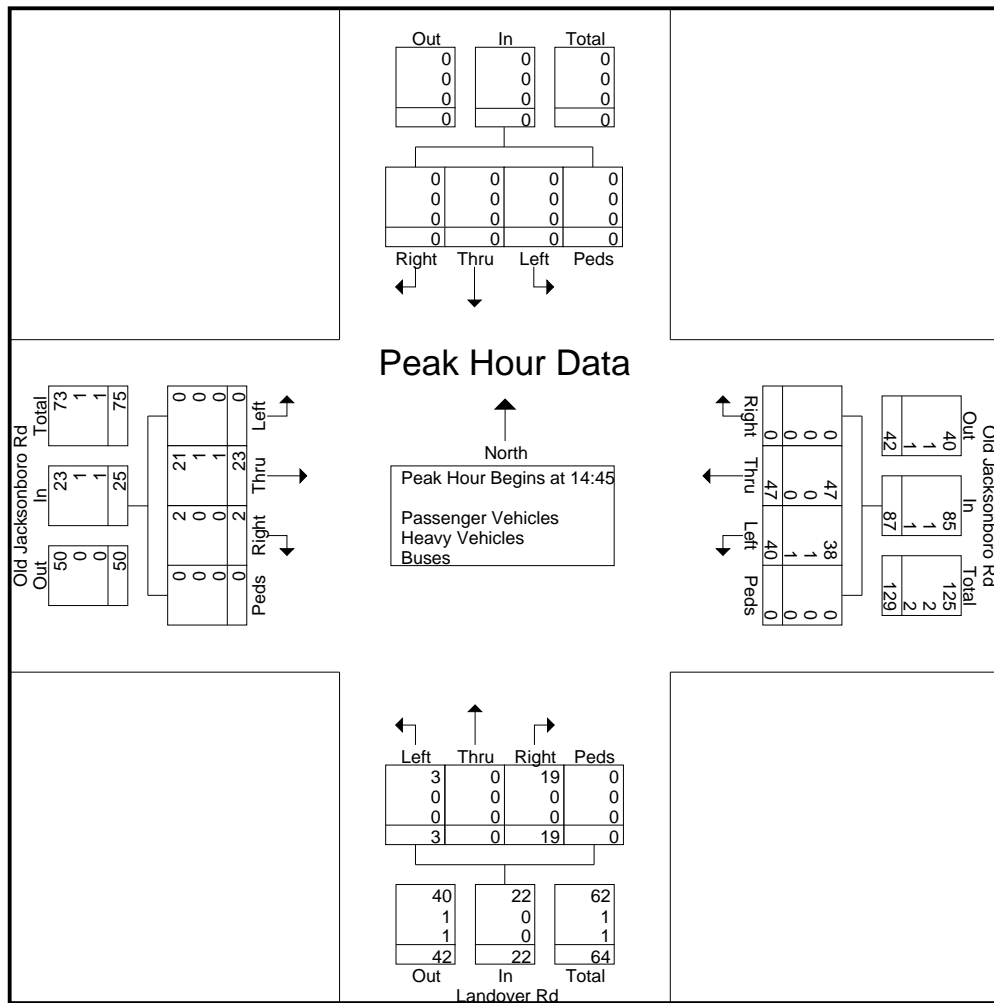 Out In Total
0 0 0
0 0 0
0 0 0
0 0 0
0 0 0 0
0 0 0 0
0 0 0 0
0 0 0 0
Right Thru Left Peds
Peak Hour Data
North
Peak Hour Begins at 14:45
Passenger Vehicles
Heavy Vehicles
Buses
Old Jacksonboro Rd
Out In Total
50 23 73
0 1 1
0 1 1
50 25 75
Peds Right Thru Left
0 2 21 0
0 0 1 0
0 0 1 0
0 2 23 0
Old Jacksonboro Rd
Out In Total
40 85 125
1 1 2
1 1 2
42 87 129
Right Thru Left Peds
0 47 38 0
0 0 1 0
0 0 1 0
0 47 40 0
Left Thru Right Peds
3 0 19 0
0 0 0 0
0 0 0 0
3 0 19 0
40 22 62
1 0 1
1 0 1
42 22 64
Out In Total
Landover Rd